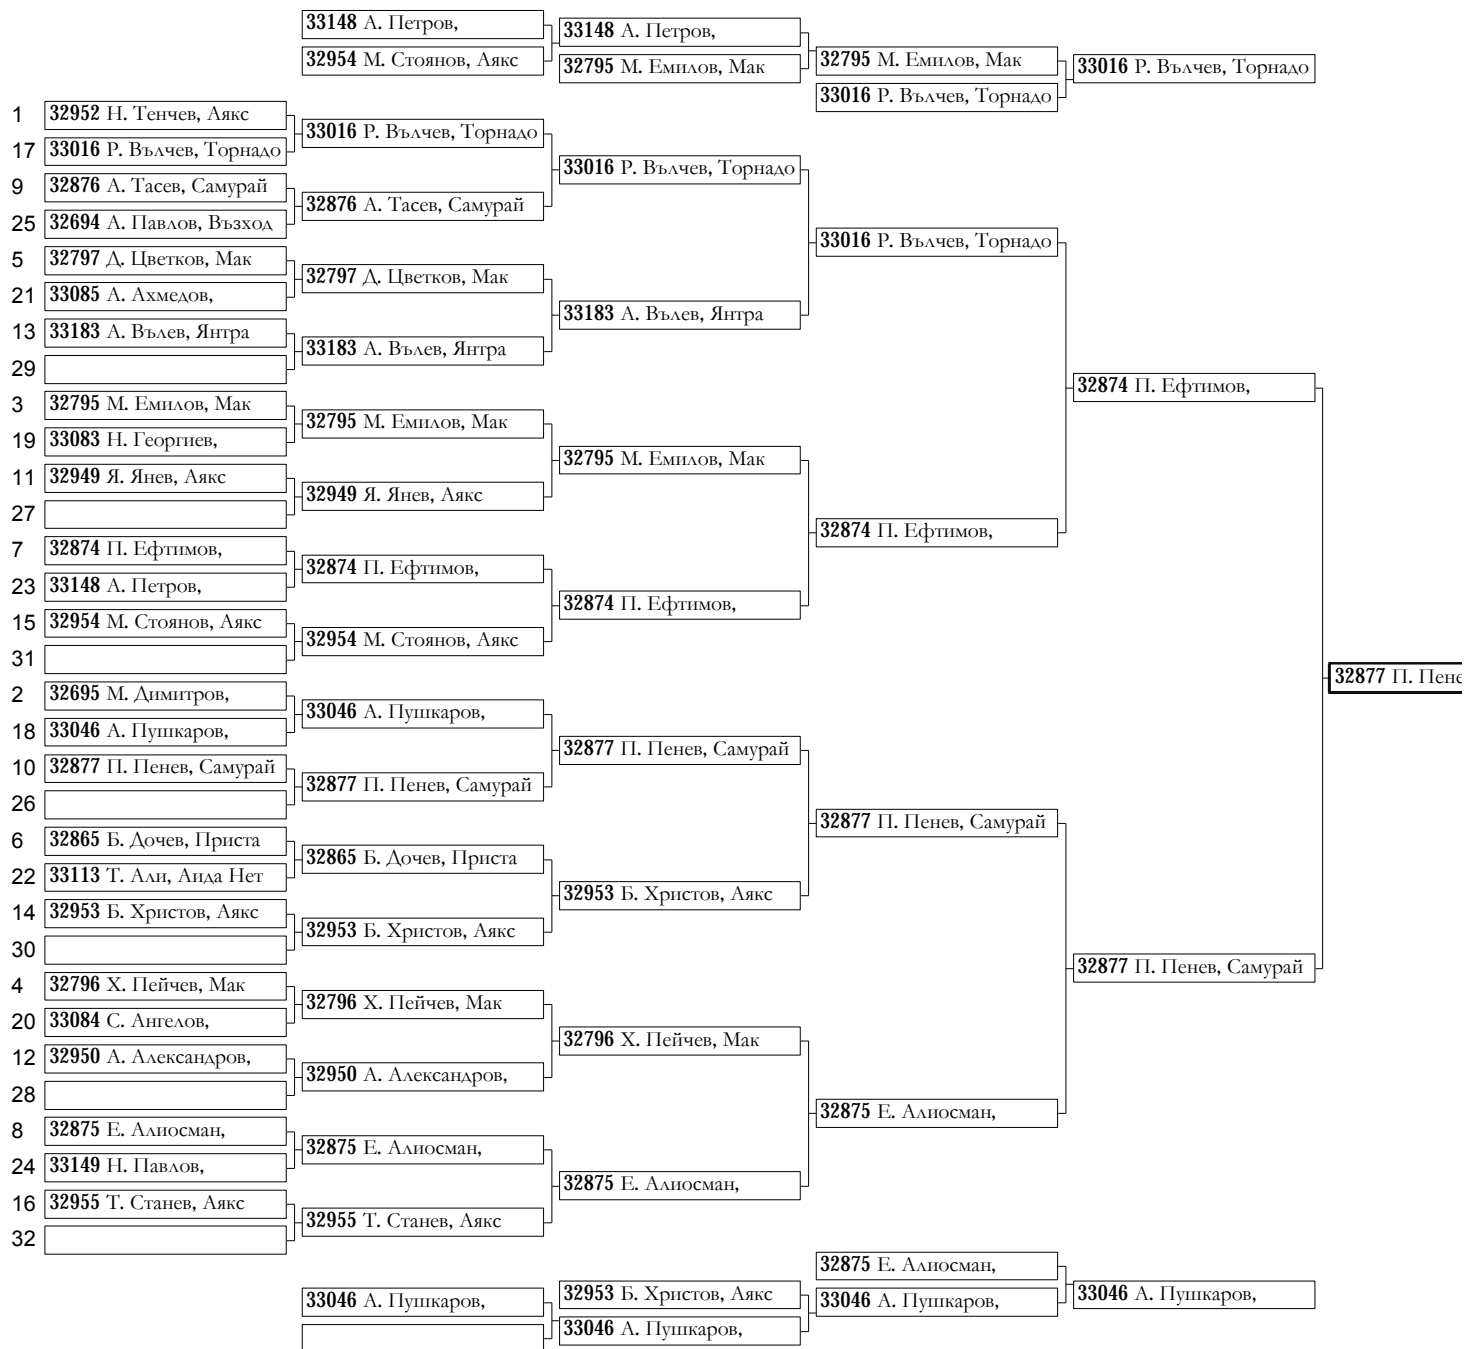 33148 А. Петров,
32954 М. Стоянов, Аякс
33148 А. Петров,
32795 М. Емилов, Мак
32795 М. Емилов, Мак
33016 Р. Вълчев, Торнадо
33016 Р. Вълчев, Торнадо
1 32952 Н. Тенчев, Аякс
17 33016 Р. Вълчев, Торнадо
9 32876 А. Тасев, Самурай
25 32694 А. Павлов, Възход
5 32797 Д. Цветков, Мак
21 33085 А. Ахмедов,
13 33183 А. Вълев, Янтра
29
3 32795 М. Емилов, Мак
19 33083 Н. Георгиев,
11 32949 Я. Янев, Аякс
27
7 32874 П. Ефтимов,
23 33148 А. Петров,
15 32954 М. Стоянов, Аякс
31
2 32695 М. Димитров,
18 33046 А. Пушкаров,
10 32877 П. Пенев, Самурай
26
6 32865 Б. Дочев, Приста
22 33113 Т. Али, Аида Нет
14 32953 Б. Христов, Аякс
30
4 32796 Х. Пейчев, Мак
20 33084 С. Ангелов,
12 32950 А. Александров,
28
8 32875 Е. Алиосман,
24 33149 Н. Павлов,
16 32955 Т. Станев, Аякс
32
33016 Р. Вълчев, Торнадо
32876 А. Тасев, Самурай
32797 Д. Цветков, Мак
33183 А. Вълев, Янтра
32795 М. Емилов, Мак
32949 Я. Янев, Аякс
32874 П. Ефтимов,
32954 М. Стоянов, Аякс
33046 А. Пушкаров,
32877 П. Пенев, Самурай
32865 Б. Дочев, Приста
32953 Б. Христов, Аякс
32796 Х. Пейчев, Мак
32950 А. Александров,
32875 Е. Алиосман,
32955 Т. Станев, Аякс
33016 Р. Вълчев, Торнадо
33183 А. Вълев, Янтра
32795 М. Емилов, Мак
32874 П. Ефтимов,
32877 П. Пенев, Самурай
32953 Б. Христов, Аякс
32796 Х. Пейчев, Мак
32875 Е. Алиосман,
33016 Р. Вълчев, Торнадо
32874 П. Ефтимов,
32877 П. Пенев, Самурай
32875 Е. Алиосман,
32874 П. Ефтимов,
32877 П. Пенев, Самурай
32877 П.
33046 А. Пушкаров,
32953 Б. Христов, Аякс
33046 А. Пушкаров,
32875 Е. Алиосман,
33046 А. Пушкаров,
33046 А. Пушкаров,